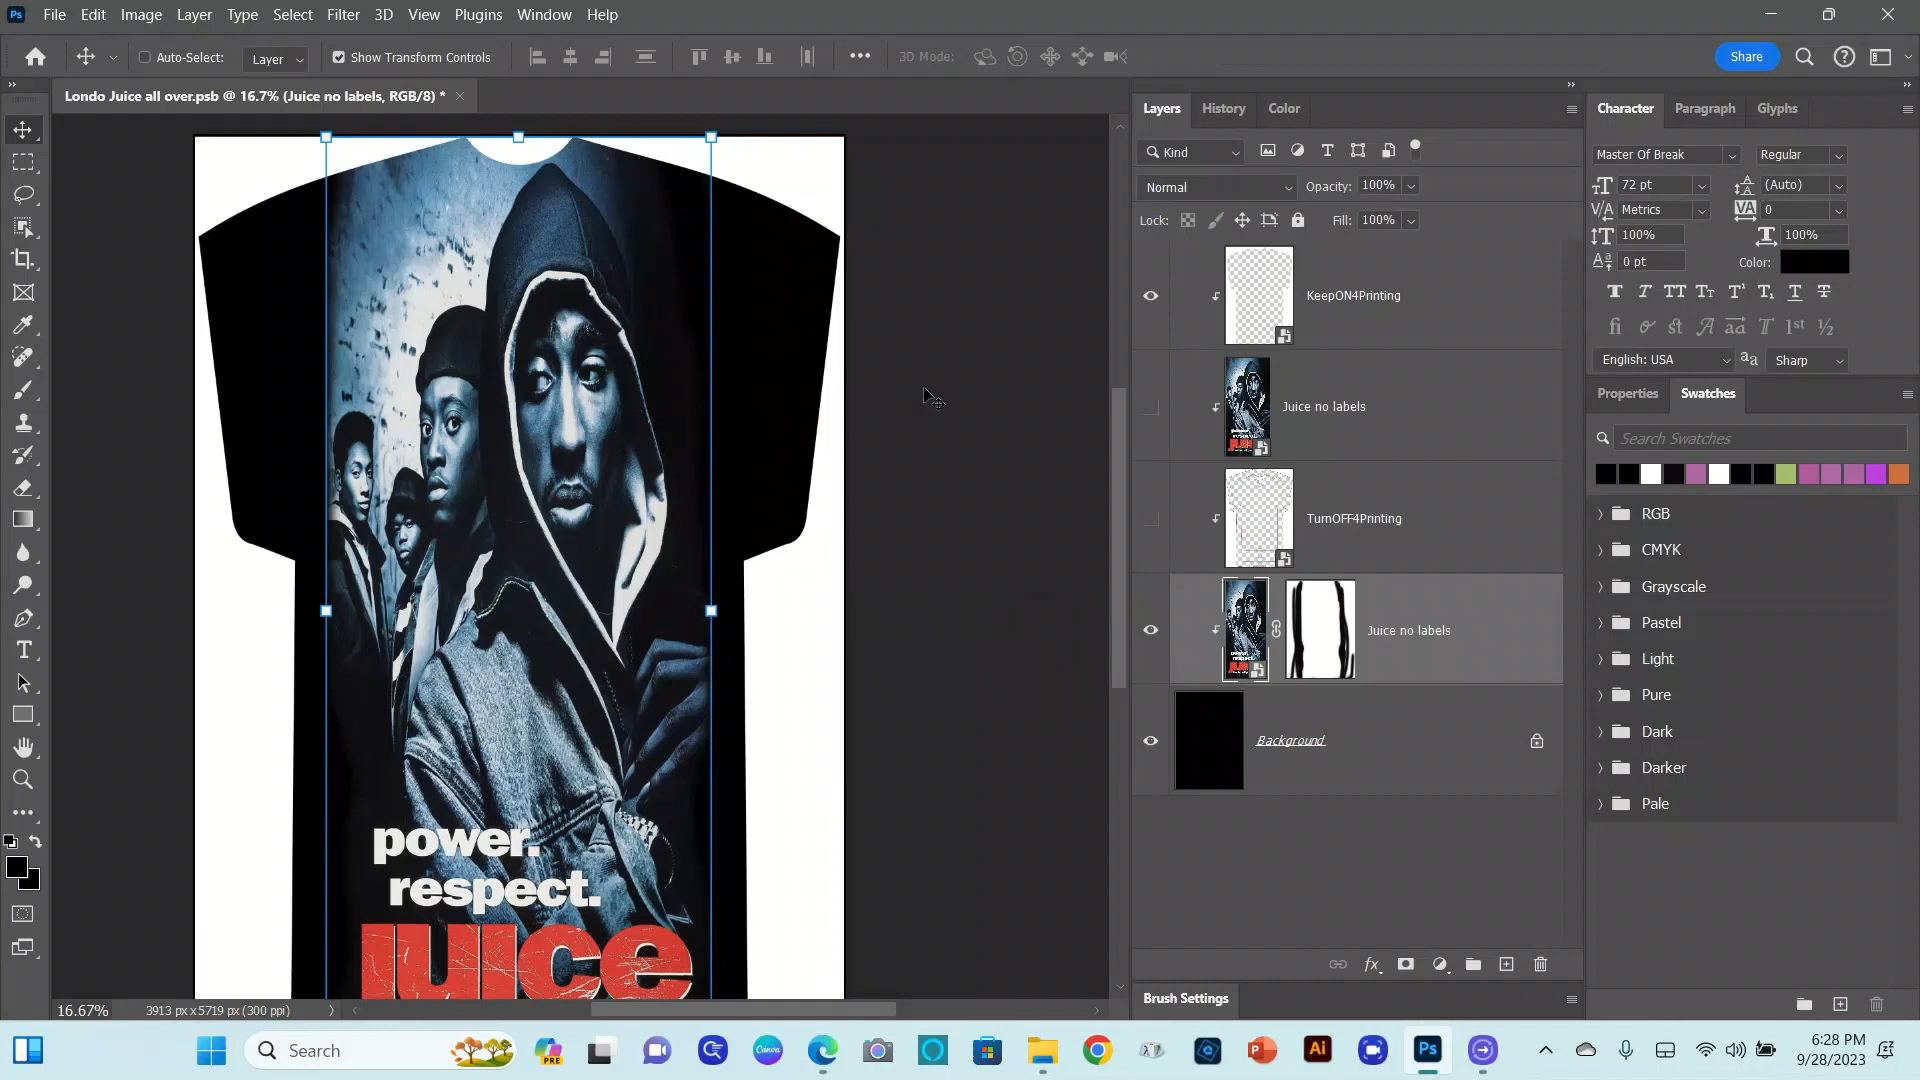 File Edit Image Layer Type Select Filter 3D View Plugins Window Help
Auto-Select: Layer Show Transform Controls 3D Mode: Share
Londo Juice all over.psb @ 16.7% (Juice no labels, RGB/8) *
power.
respect.
juice
16.67% 3913 px x 5719 px (300 ppi)
Layers History Color
Kind
Normal Opacity: 100%
Lock: Fill: 100%
KeepON4Printing
Juice no labels
TurnOFF4Printing
Juice no labels
Background
fx
Brush Settings
Character Paragraph Glyphs
Master Of Break Regular
72 pt (Auto)
Metrics 0
100% 100%
0 pt Color:
English: USA Sharp
Properties Swatches
Search Swatches
RGB
CMYK
Grayscale
Pastel
Light
Pure
Dark
Darker
Pale
Search
PRE
Canva
Ai
Ps
6:28 PM
9/28/2023